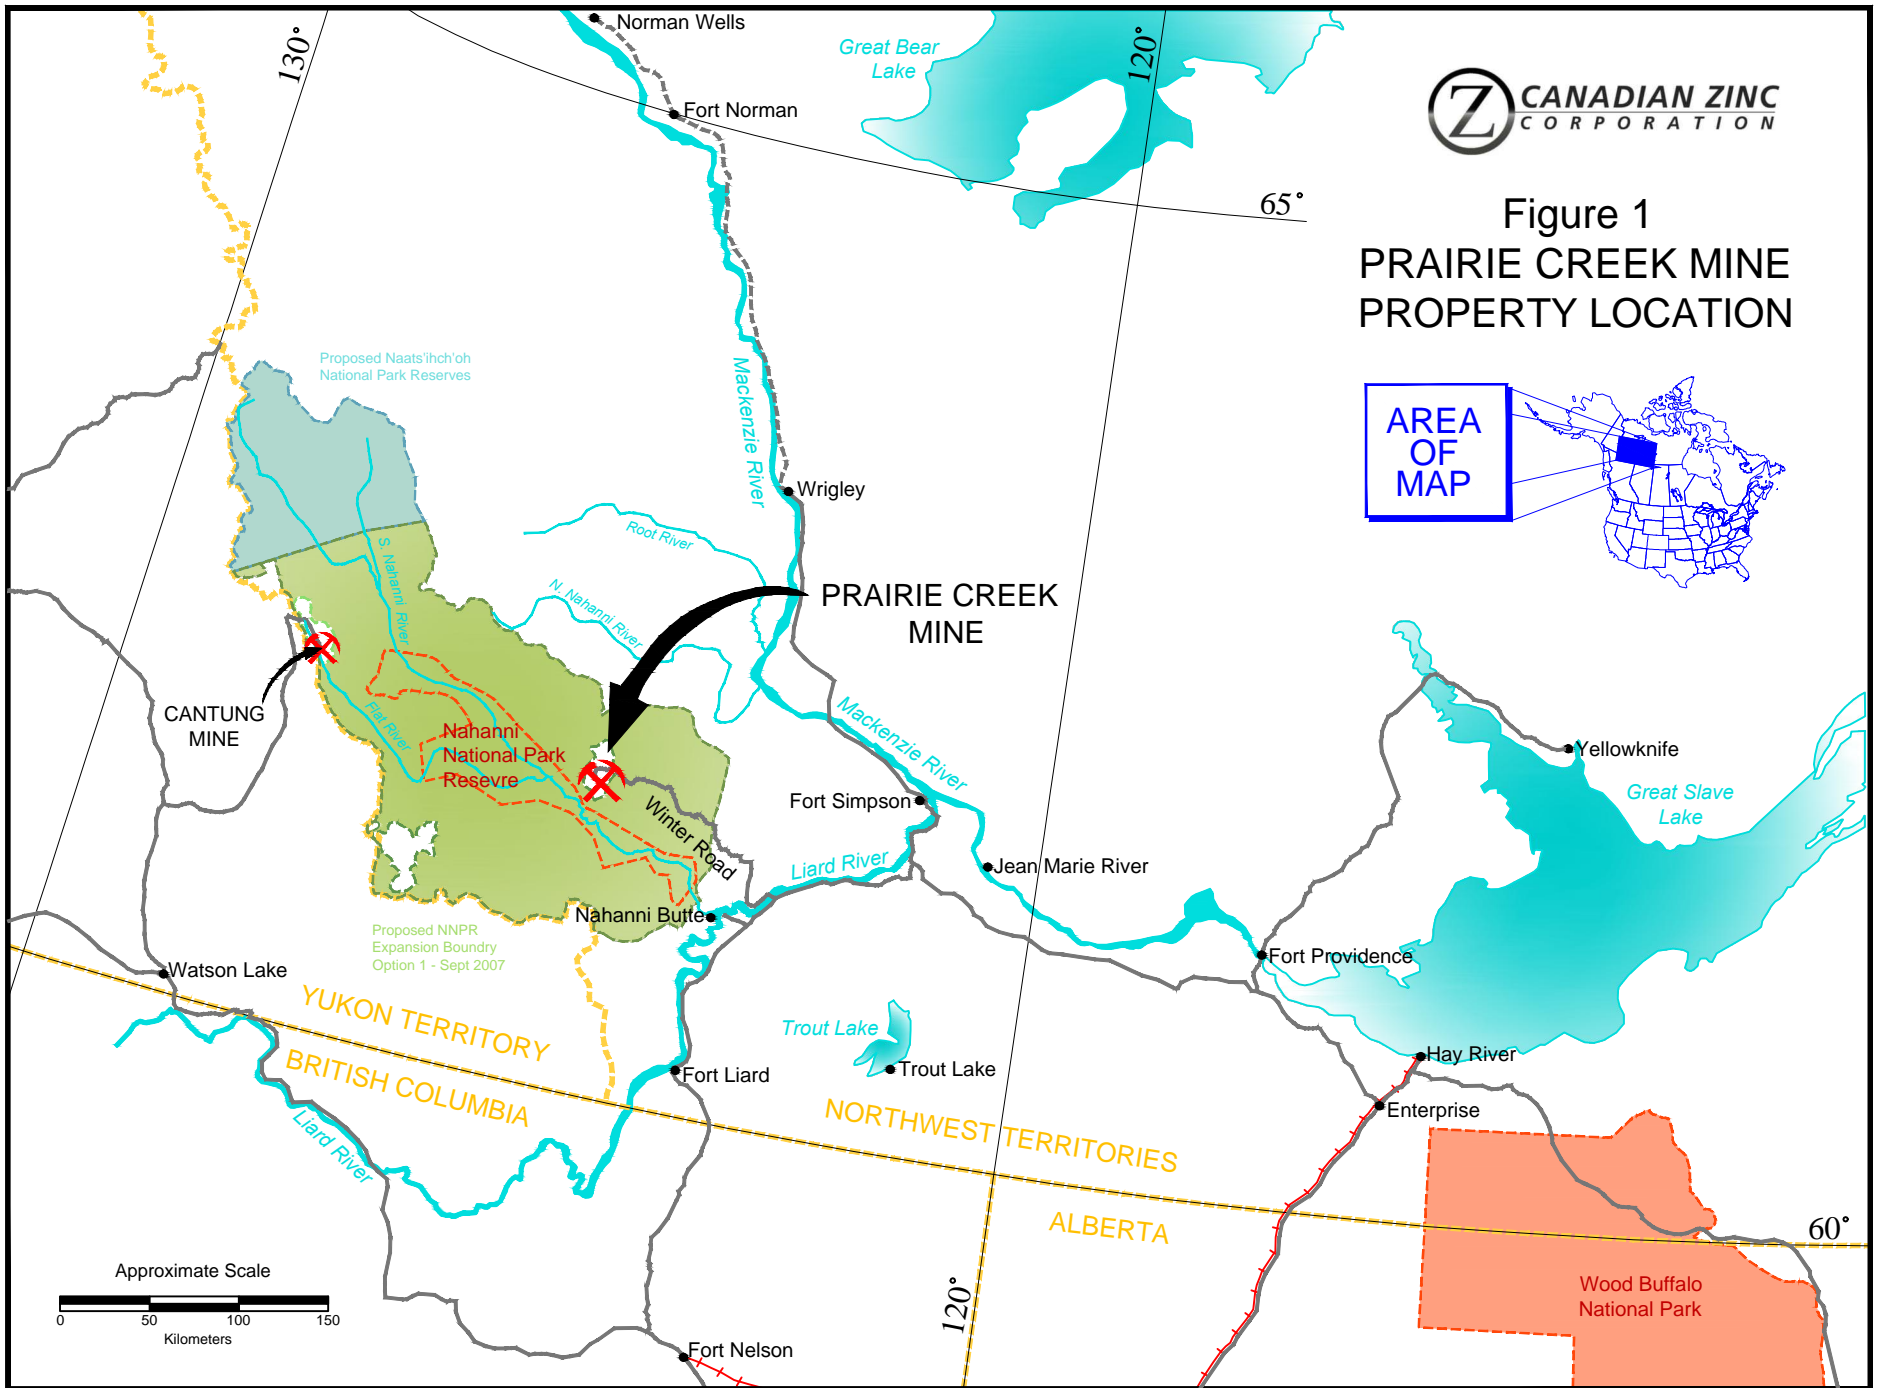 Norman Wells
130°
Great Bear
Lake
120°
Z CANADIAN ZINC
CORPORATION
Fort Norman
65°
Figure 1
PRAIRIE CREEK MINE
PROPERTY LOCATION
Proposed Naats'ihch'oh
National Park Reserves
Mackenzie River
AREA
OF
MAP
Wrigley
Root River
S. Nahanni River
N. Nahanni River
PRAIRIE CREEK
MINE
CANTUNG
MINE
Flat River
Nahanni
National Park
Resevre
Mackenzie River
Yellowknife
Great Slave
Lake
Fort Simpson
Winter Road
Liard River
Jean Marie River
Nahanni Butte
Proposed NNPR
Expansion Boundry
Option 1 - Sept 2007
Fort Providence
Watson Lake
YUKON TERRITORY
BRITISH COLUMBIA
Trout Lake
Trout Lake
Fort Liard
Hay River
Enterprise
NORTHWEST TERRITORIES
ALBERTA
Liard River
60°
Approximate Scale
0 50 100 150
Kilometers
120°
Wood Buffalo
National Park
Fort Nelson